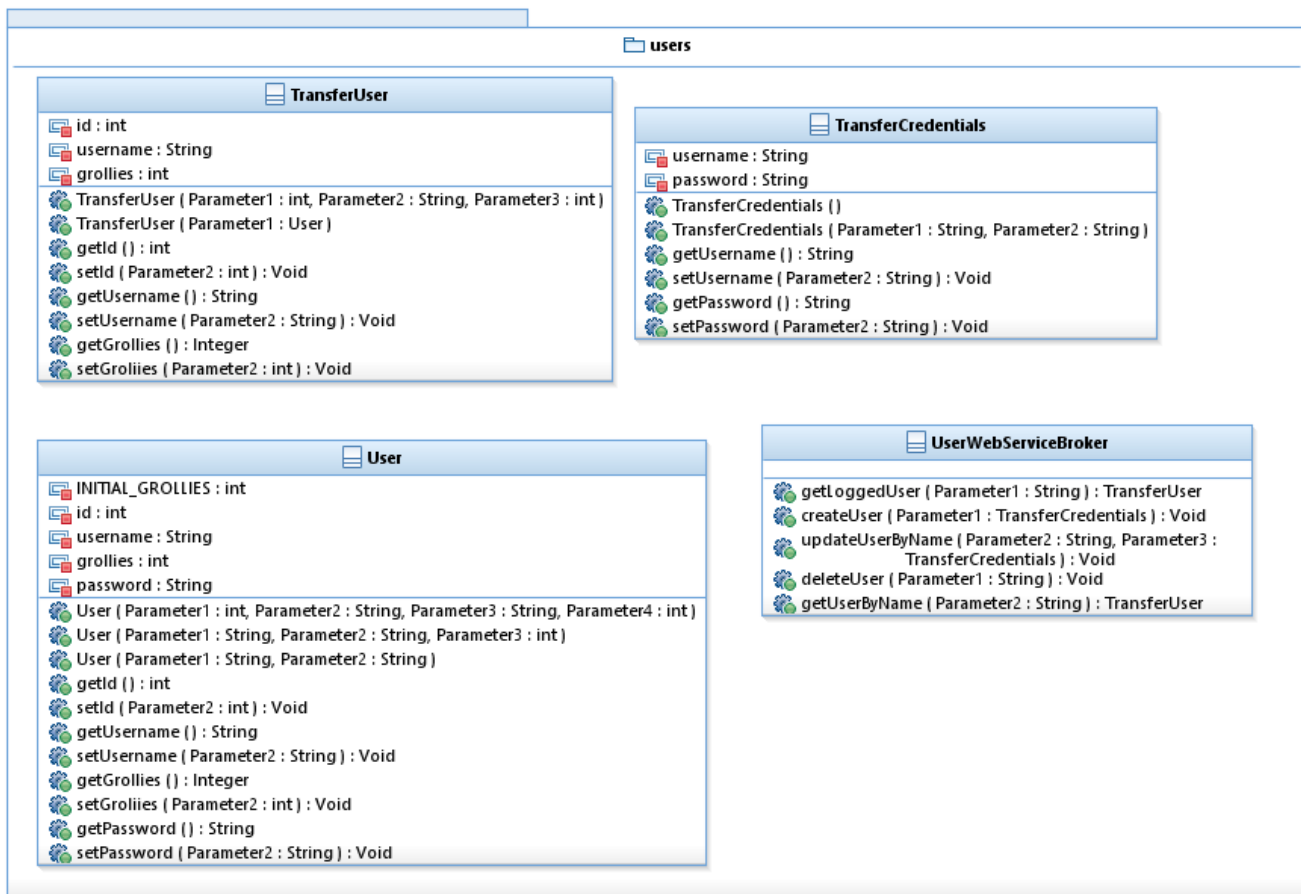 users
TransferUser
id : int
username : String
grollies : int
TransferUser ( Parameter1 : int, Parameter2 : String, Parameter3 : int )
TransferUser ( Parameter1 : User )
getId () : int
setId ( Parameter2 : int ) : Void
getUsername () : String
setUsername ( Parameter2 : String ) : Void
getGrollies () : Integer
setGroliies ( Parameter2 : int ) : Void
TransferCredentials
username : String
password : String
TransferCredentials ()
TransferCredentials ( Parameter1 : String, Parameter2 : String )
getUsername () : String
setUsername ( Parameter2 : String ) : Void
getPassword () : String
setPassword ( Parameter2 : String ) : Void
User
INITIAL_GROLLIES : int
id : int
username : String
grollies : int
password : String
User ( Parameter1 : int, Parameter2 : String, Parameter3 : String, Parameter4 : int )
User ( Parameter1 : String, Parameter2 : String, Parameter3 : int )
User ( Parameter1 : String, Parameter2 : String )
getId () : int
setId ( Parameter2 : int ) : Void
getUsername () : String
setUsername ( Parameter2 : String ) : Void
getGrollies () : Integer
setGroliies ( Parameter2 : int ) : Void
getPassword () : String
setPassword ( Parameter2 : String ) : Void
UserWebServiceBroker
getLoggedUser ( Parameter1 : String ) : TransferUser
createUser ( Parameter1 : TransferCredentials ) : Void
updateUserByName ( Parameter2 : String, Parameter3 :
TransferCredentials ) : Void
deleteUser ( Parameter1 : String ) : Void
getUserByName ( Parameter2 : String ) : TransferUser